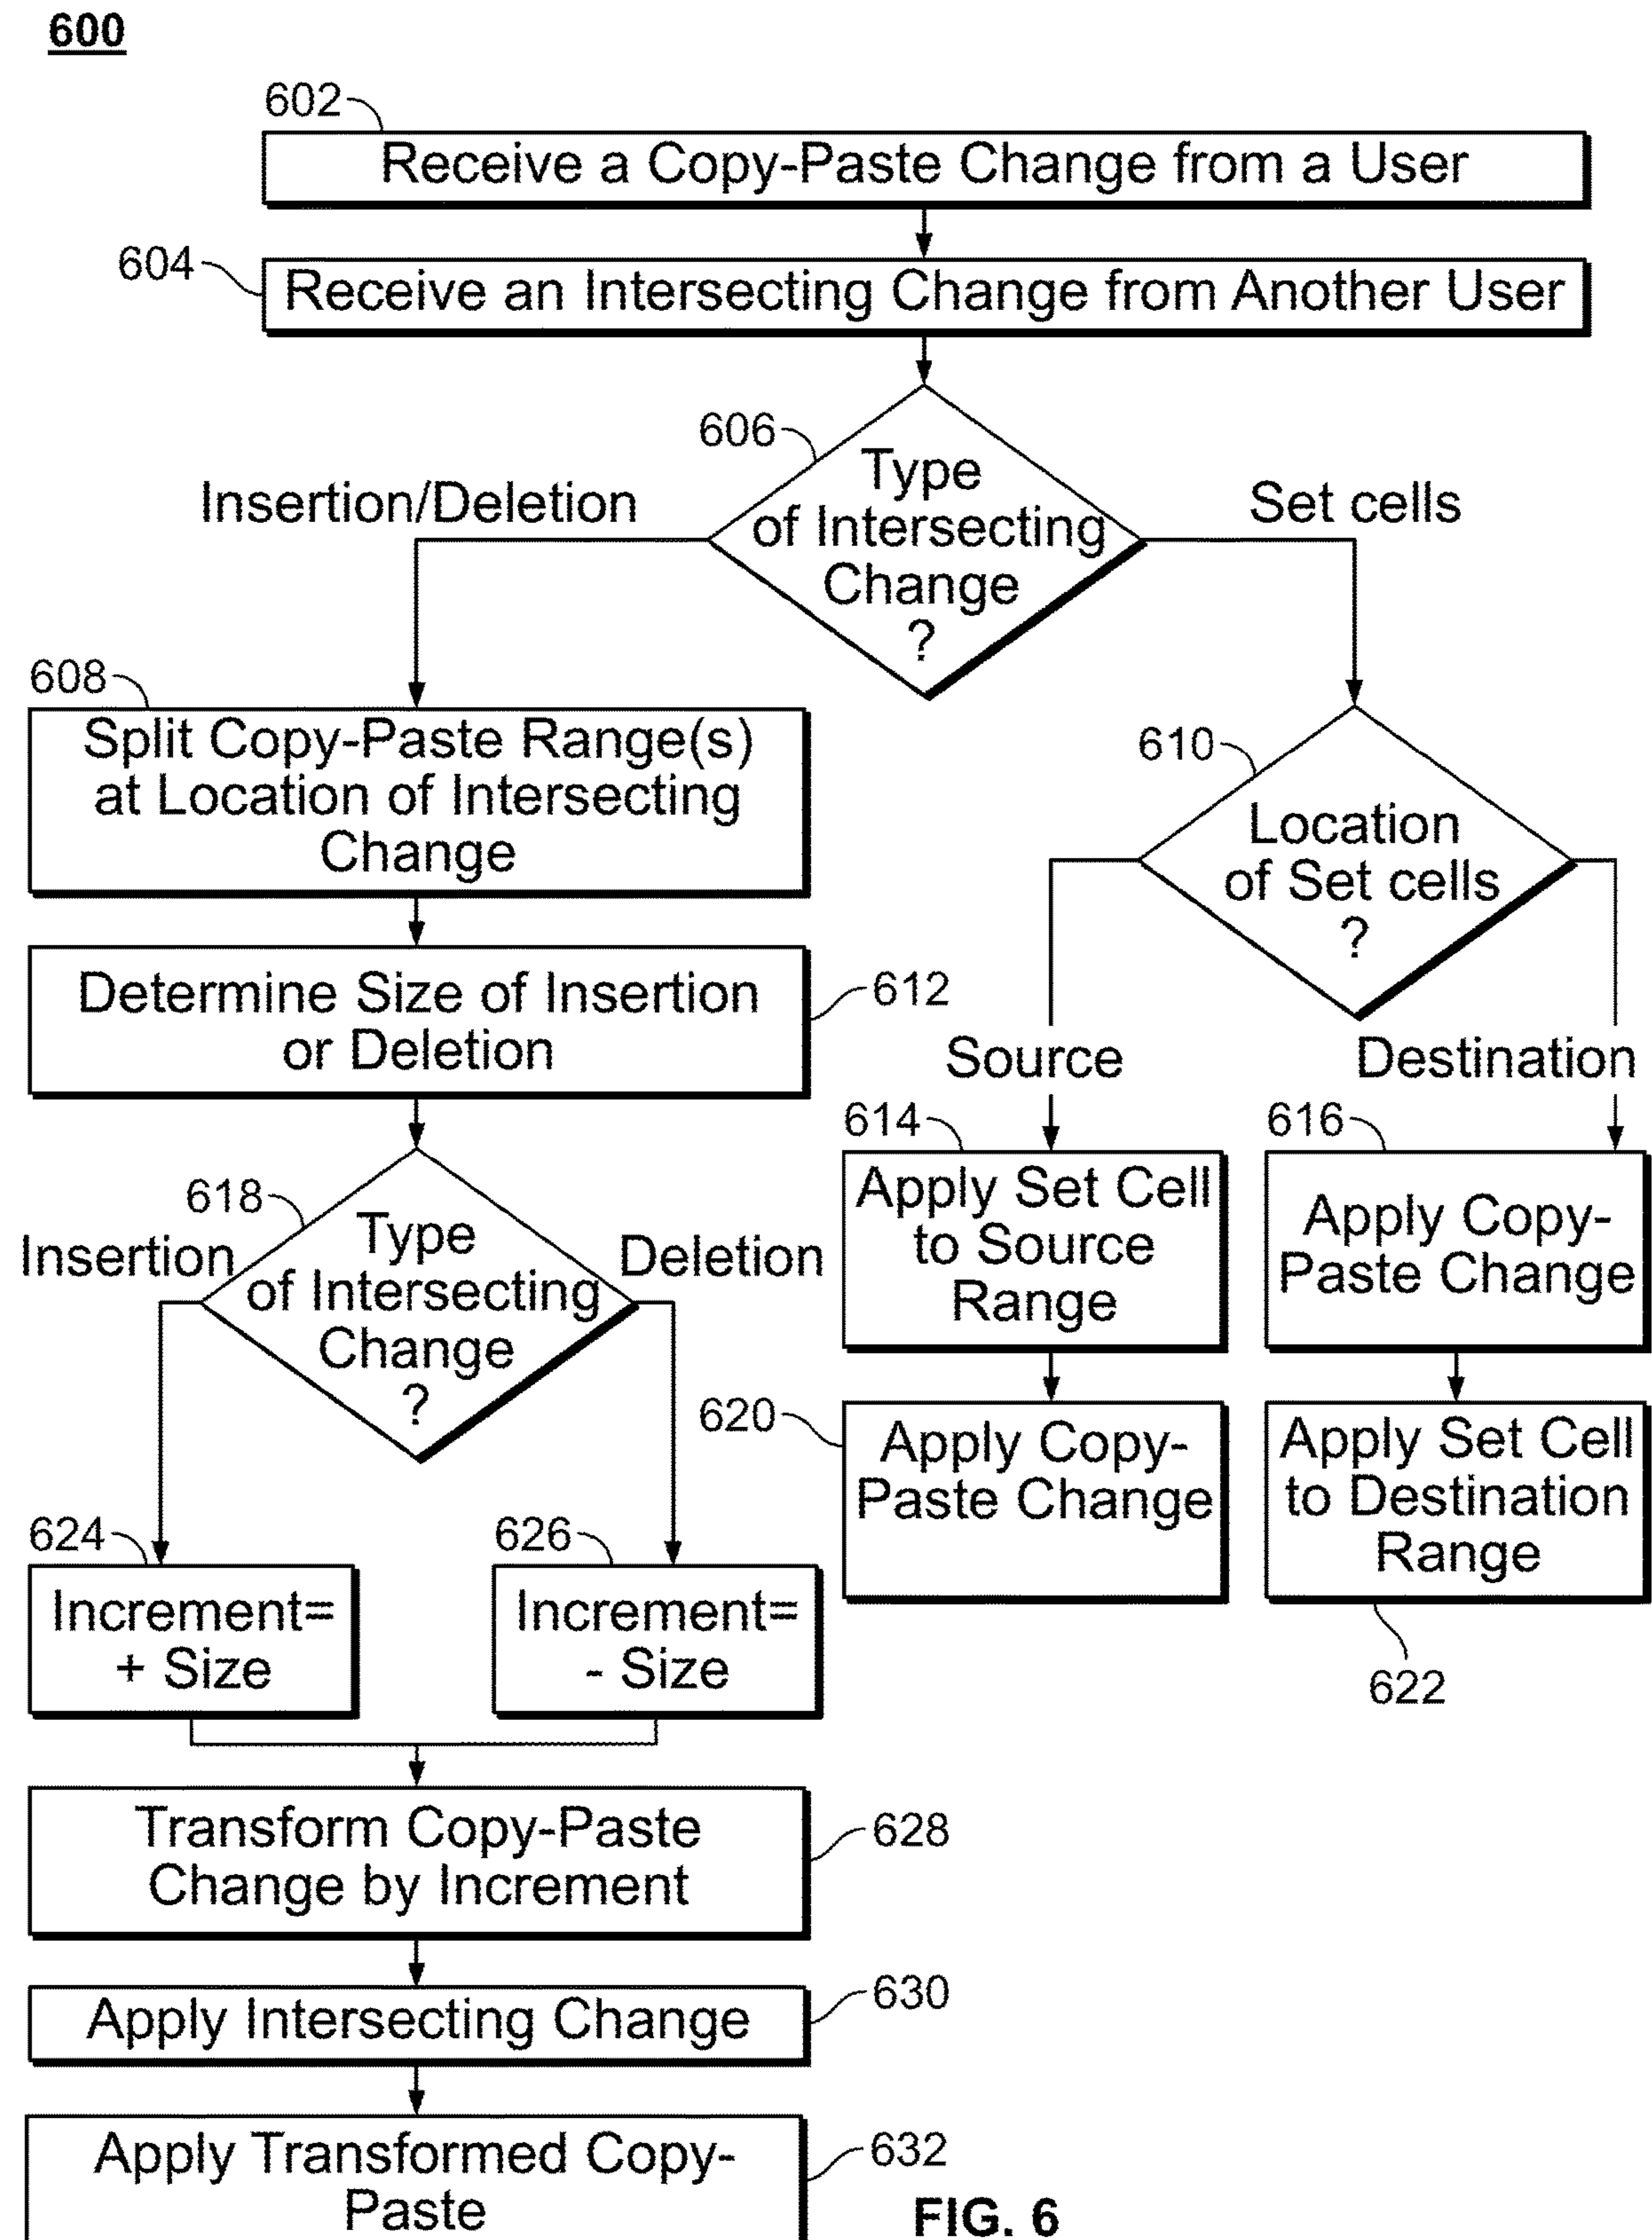 600
602
Receive a Copy-Paste Change from a User
604
Receive an Intersecting Change from Another User
606
Type
of Intersecting
Change
?
Insertion/Deletion
Set cells
608
Split Copy-Paste Range(s)
at Location of Intersecting
Change
610
Location
of Set cells
?
612
Determine Size of Insertion
or Deletion
Source
Destination
614
Apply Set Cell
to Source
Range
616
Apply Copy-
Paste Change
618
Type
of Intersecting
Change
?
Insertion
Deletion
620
Apply Copy-
Paste Change
Apply Set Cell
to Destination
Range
622
624
Increment=
+ Size
626
Increment=
- Size
Transform Copy-Paste
Change by Increment
628
Apply Intersecting Change
630
Apply Transformed Copy-
Paste
632
FIG. 6